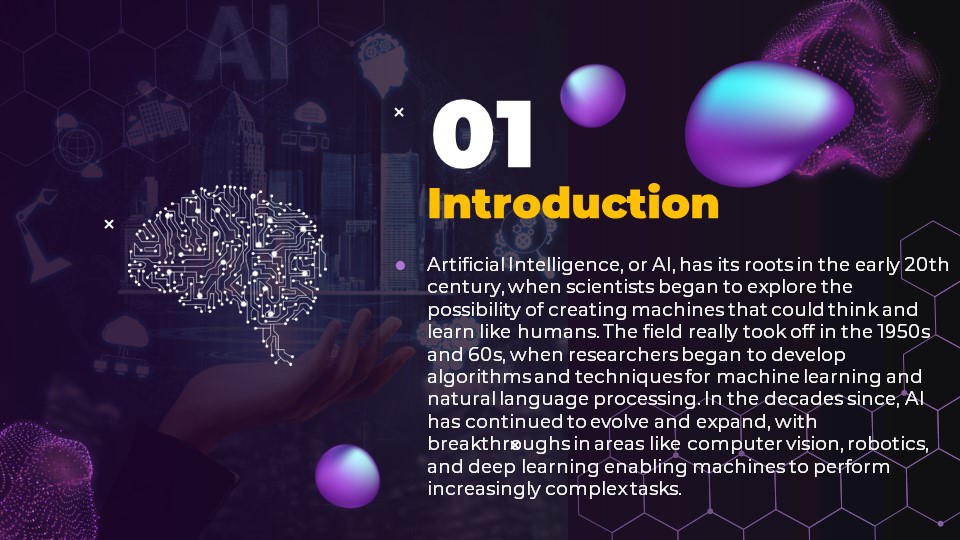 AI
01
Introduction
Artificial Intelligence, or AI, has its roots in the early 20th
century, when scientists began to explore the
possibility of creating machines that could think and
learn like humans. The field really took off in the 1950s
and 60s, when researchers began to develop
algorithms and techniques for machine learning and
natural language processing. In the decades since, AI
has continued to evolve and expand, with
breakthroughs in areas like computer vision, robotics,
and deep learning enabling machines to perform
increasingly complex tasks.